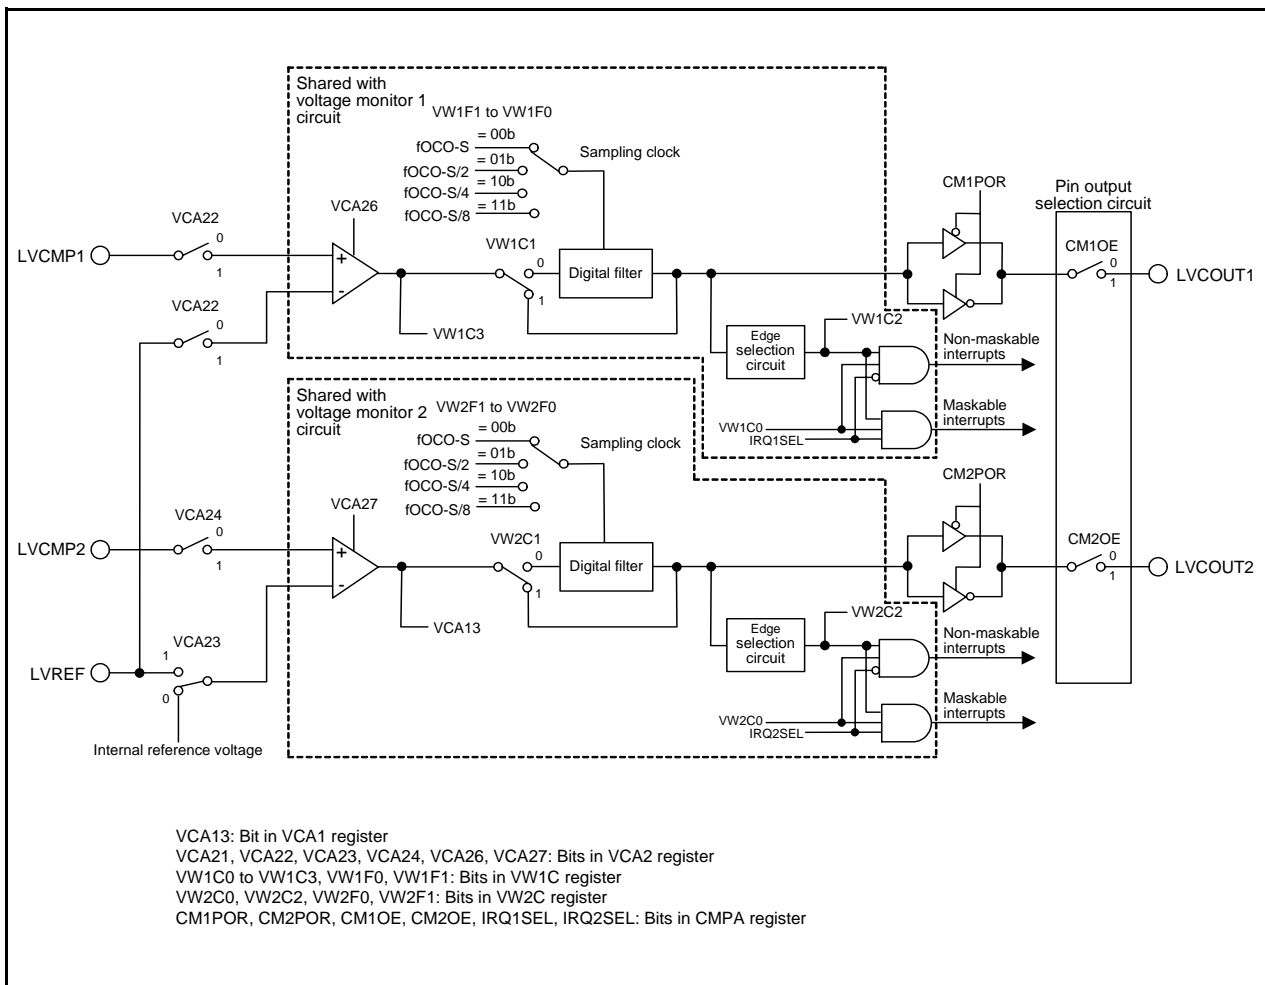 Shared with
voltage monitor 1
circuit
VW1F1 to VW1F0
= 00b
fOCO-S
= 01b
fOCO-S/2
= 10b
fOCO-S/4
= 11b
fOCO-S/8
Sampling clock
CM1POR
Pin output
selection circuit
VCA22
0
1
LVCMP1
VCA26
+
-
VW1C1
0
1
Digital filter
CM1OE
0
1
LVCOUT1
VCA22
0
1
VW1C3
VW1C2
Edge
selection
circuit
Non-maskable
interrupts
Maskable
interrupts
VW1C0
IRQ1SEL
Shared with
voltage monitor 2
circuit
VW2F1 to VW2F0
= 00b
fOCO-S
= 01b
fOCO-S/2
= 10b
fOCO-S/4
= 11b
fOCO-S/8
Sampling clock
CM2POR
VCA24
0
1
LVCMP2
VCA27
+
-
VW2C1
0
1
Digital filter
CM2OE
0
1
LVCOUT2
VCA13
VW2C2
Edge
selection
circuit
Non-maskable
interrupts
Maskable
interrupts
VW2C0
IRQ2SEL
VCA23
1
0
LVREF
Internal reference voltage
VCA13: Bit in VCA1 register
VCA21, VCA22, VCA23, VCA24, VCA26, VCA27: Bits in VCA2 register
VW1C0 to VW1C3, VW1F0, VW1F1: Bits in VW1C register
VW2C0, VW2C2, VW2F0, VW2F1: Bits in VW2C register
CM1POR, CM2POR, CM1OE, CM2OE, IRQ1SEL, IRQ2SEL: Bits in CMPA register